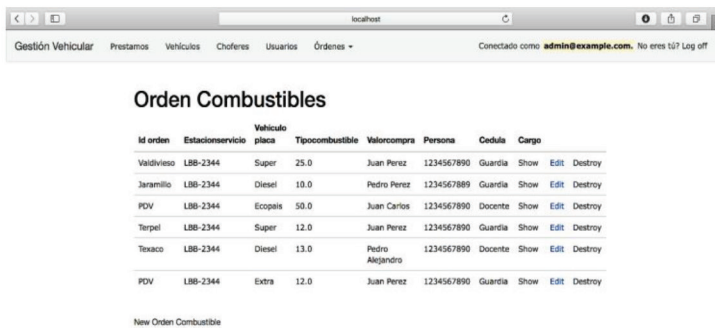 localhost
Gestión Vehicular Prestamos Vehículos Choferes Usuarios Órdenes Conectado como admin@example.com. No eres tú? Log off
Orden Combustibles
Id orden Estacionservicio Vehiculo placa Tipocombustible Valorcompra Persona Cedula Cargo
Valdivieso LBB-2344 Super 25.0 Juan Perez 1234567890 Guardia Show Edit Destroy
Jaramillo LBB-2344 Diesel 10.0 Pedro Perez 1234567889 Guardia Show Edit Destroy
PDV LBB-2344 Ecopais 50.0 Juan Carlos 1234567890 Docente Show Edit Destroy
Terpel LBB-2344 Super 12.0 Juan Perez 1234567890 Guardia Show Edit Destroy
Texaco LBB-2344 Diesel 13.0 Pedro Alejandro 1234567890 Docente Show Edit Destroy
PDV LBB-2344 Extra 12.0 Juan Perez 1234567890 Guardia Show Edit Destroy
New Orden Combustible